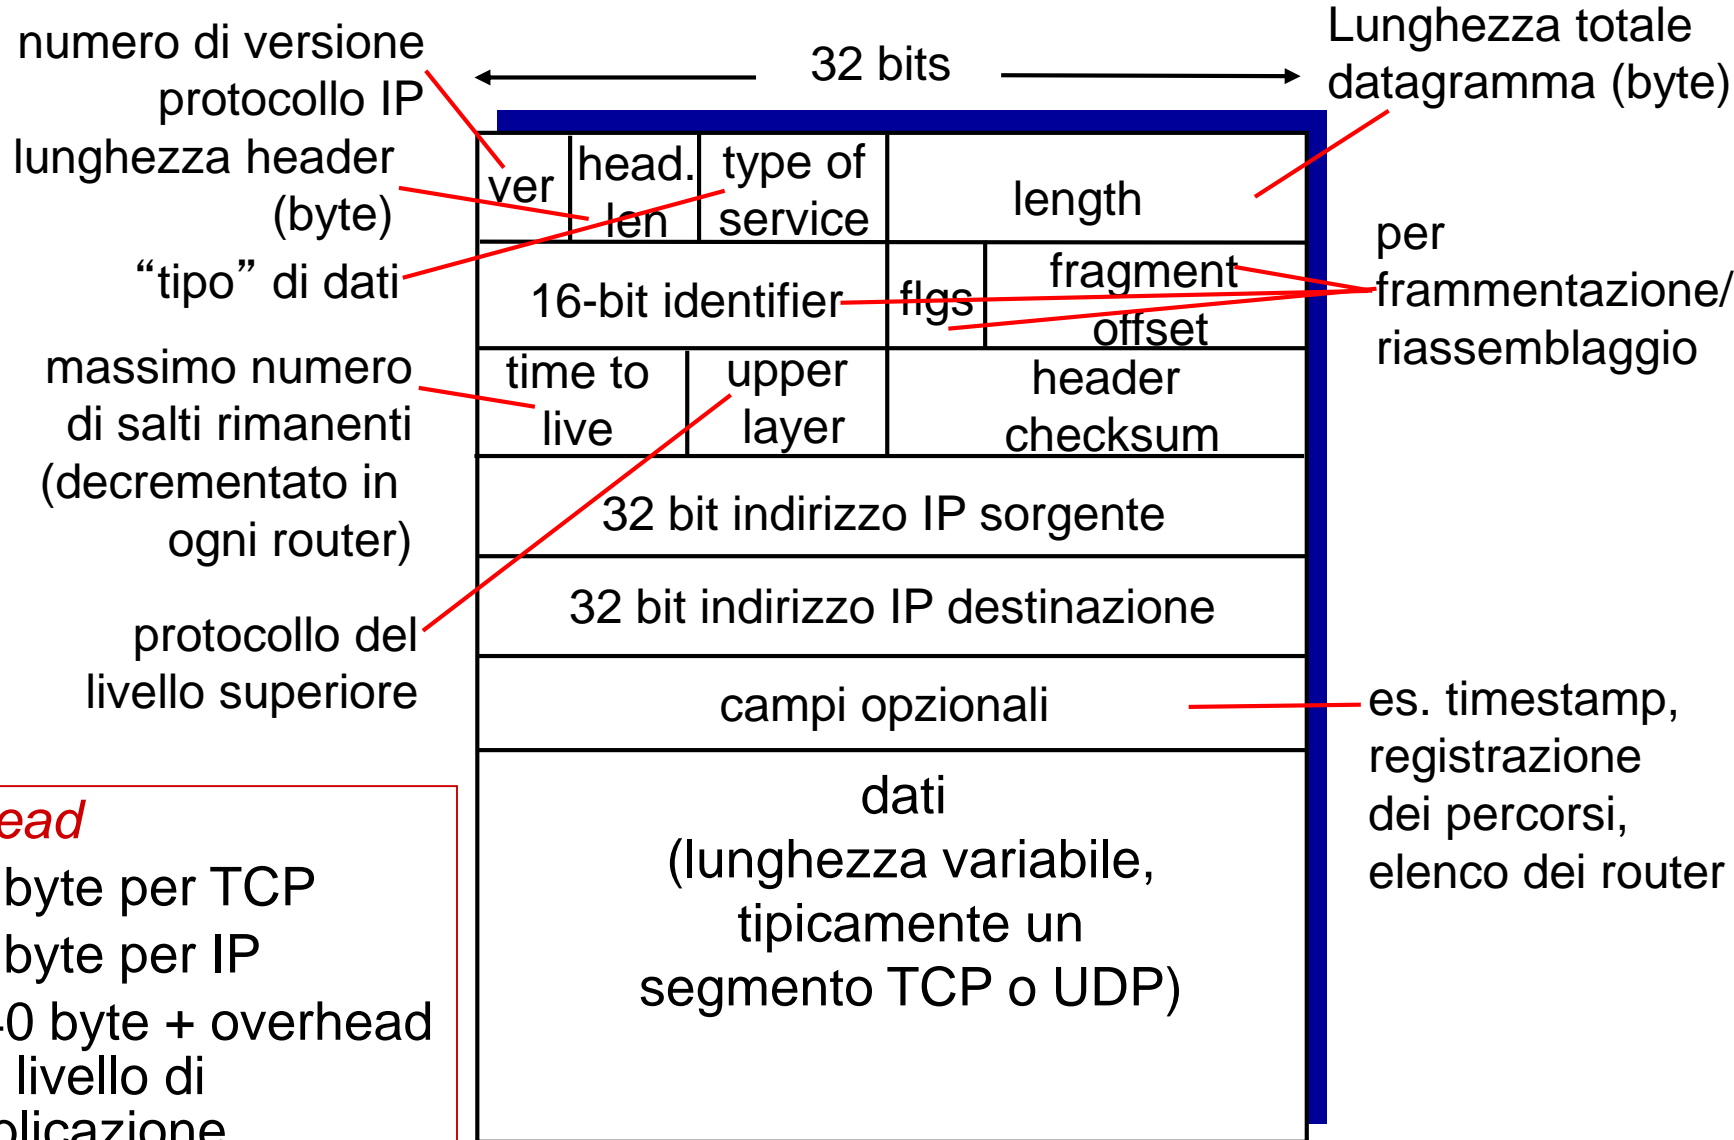 numero di versione
protocollo IP
lunghezza header
(byte)
“tipo” di dati
massimo numero
di salti rimanenti
(decrementato in
ogni router)
protocollo del
livello superiore
32 bits
ver
head.
len
type of
service
length
16-bit identifier
flgs
fragment
offset
time to
live
upper
layer
header
checksum
32 bit indirizzo IP sorgente
32 bit indirizzo IP destinazione
campi opzionali
dati
(lunghezza variabile,
tipicamente un
segmento TCP o UDP)
Lunghezza totale
datagramma (byte)
per
frammentazione/
riassemblaggio
es. timestamp,
registrazione
dei percorsi,
elenco dei router
byte per TCP
byte per IP
byte + overhead
livello di